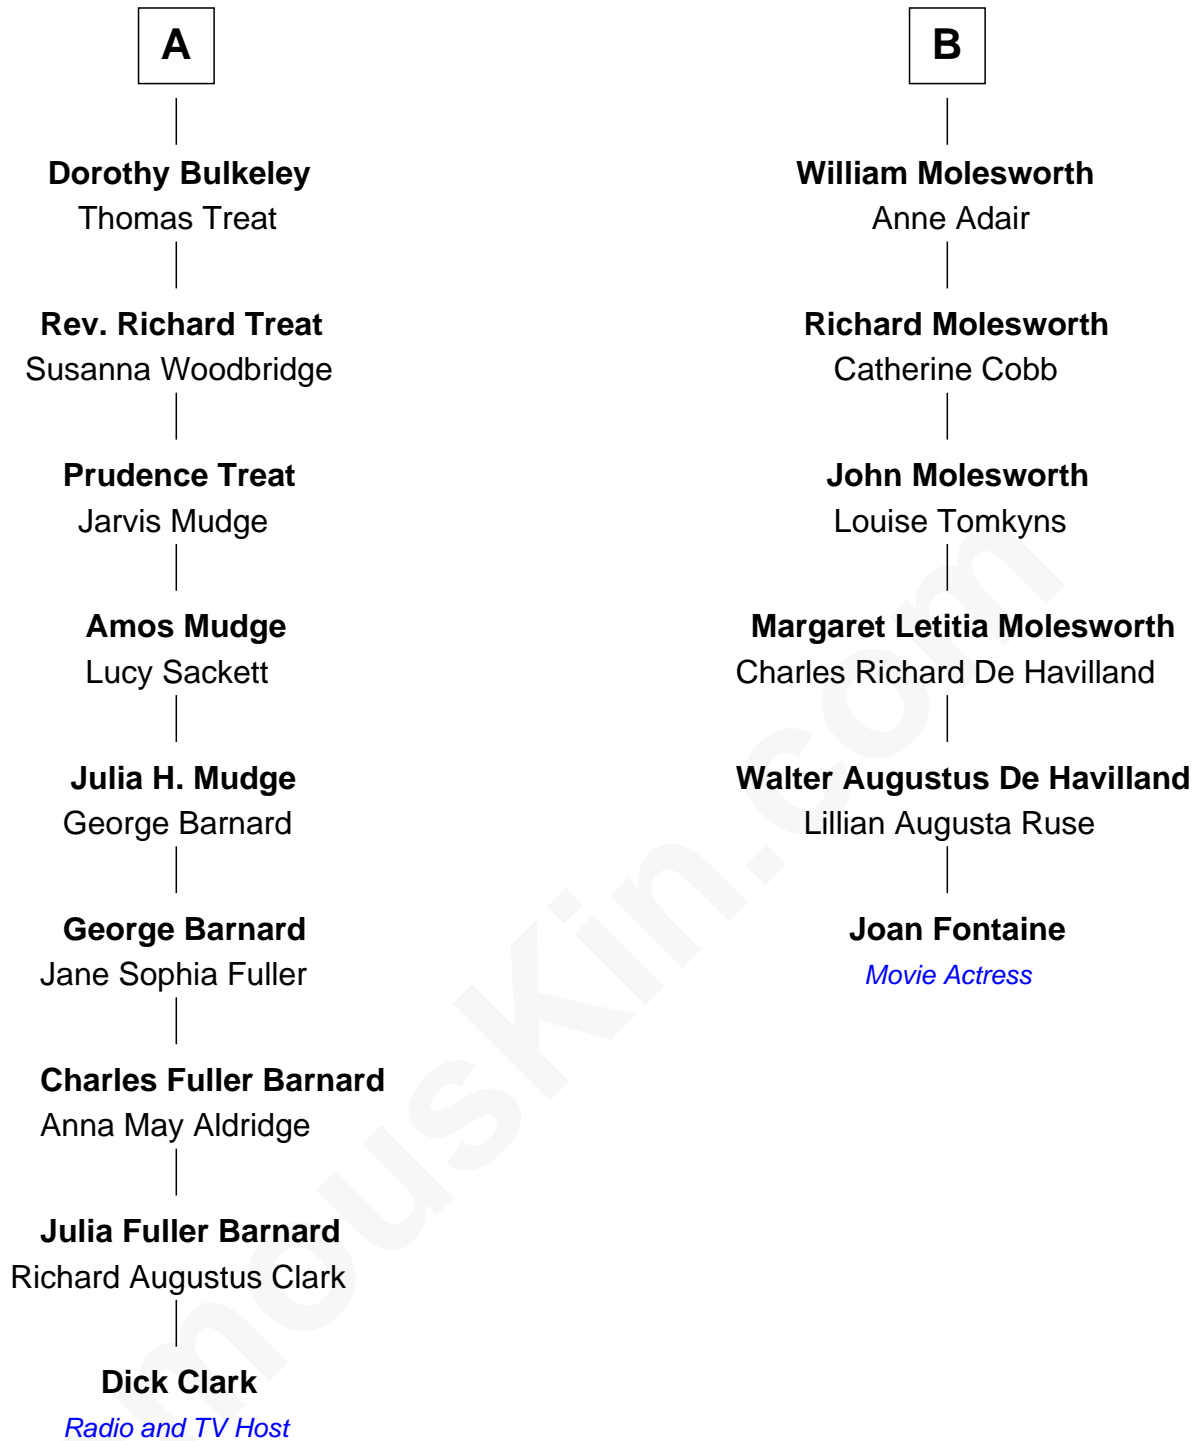 A
Dorothy Bulkeley
Thomas Treat
Rev. Richard Treat
Susanna Woodbridge
Prudence Treat
Jarvis Mudge
Amos Mudge
Lucy Sackett
Julia H. Mudge
George Barnard
George Barnard
Jane Sophia Fuller
Charles Fuller Barnard
Anna May Aldridge
Julia Fuller Barnard
Richard Augustus Clark
Dick Clark
Radio and TV Host
B
William Molesworth
Anne Adair
Richard Molesworth
Catherine Cobb
John Molesworth
Louise Tomkyns
Margaret Letitia Molesworth
Charles Richard De Havilland
Walter Augustus De Havilland
Lillian Augusta Ruse
Joan Fontaine
Movie Actress
mouskin.com